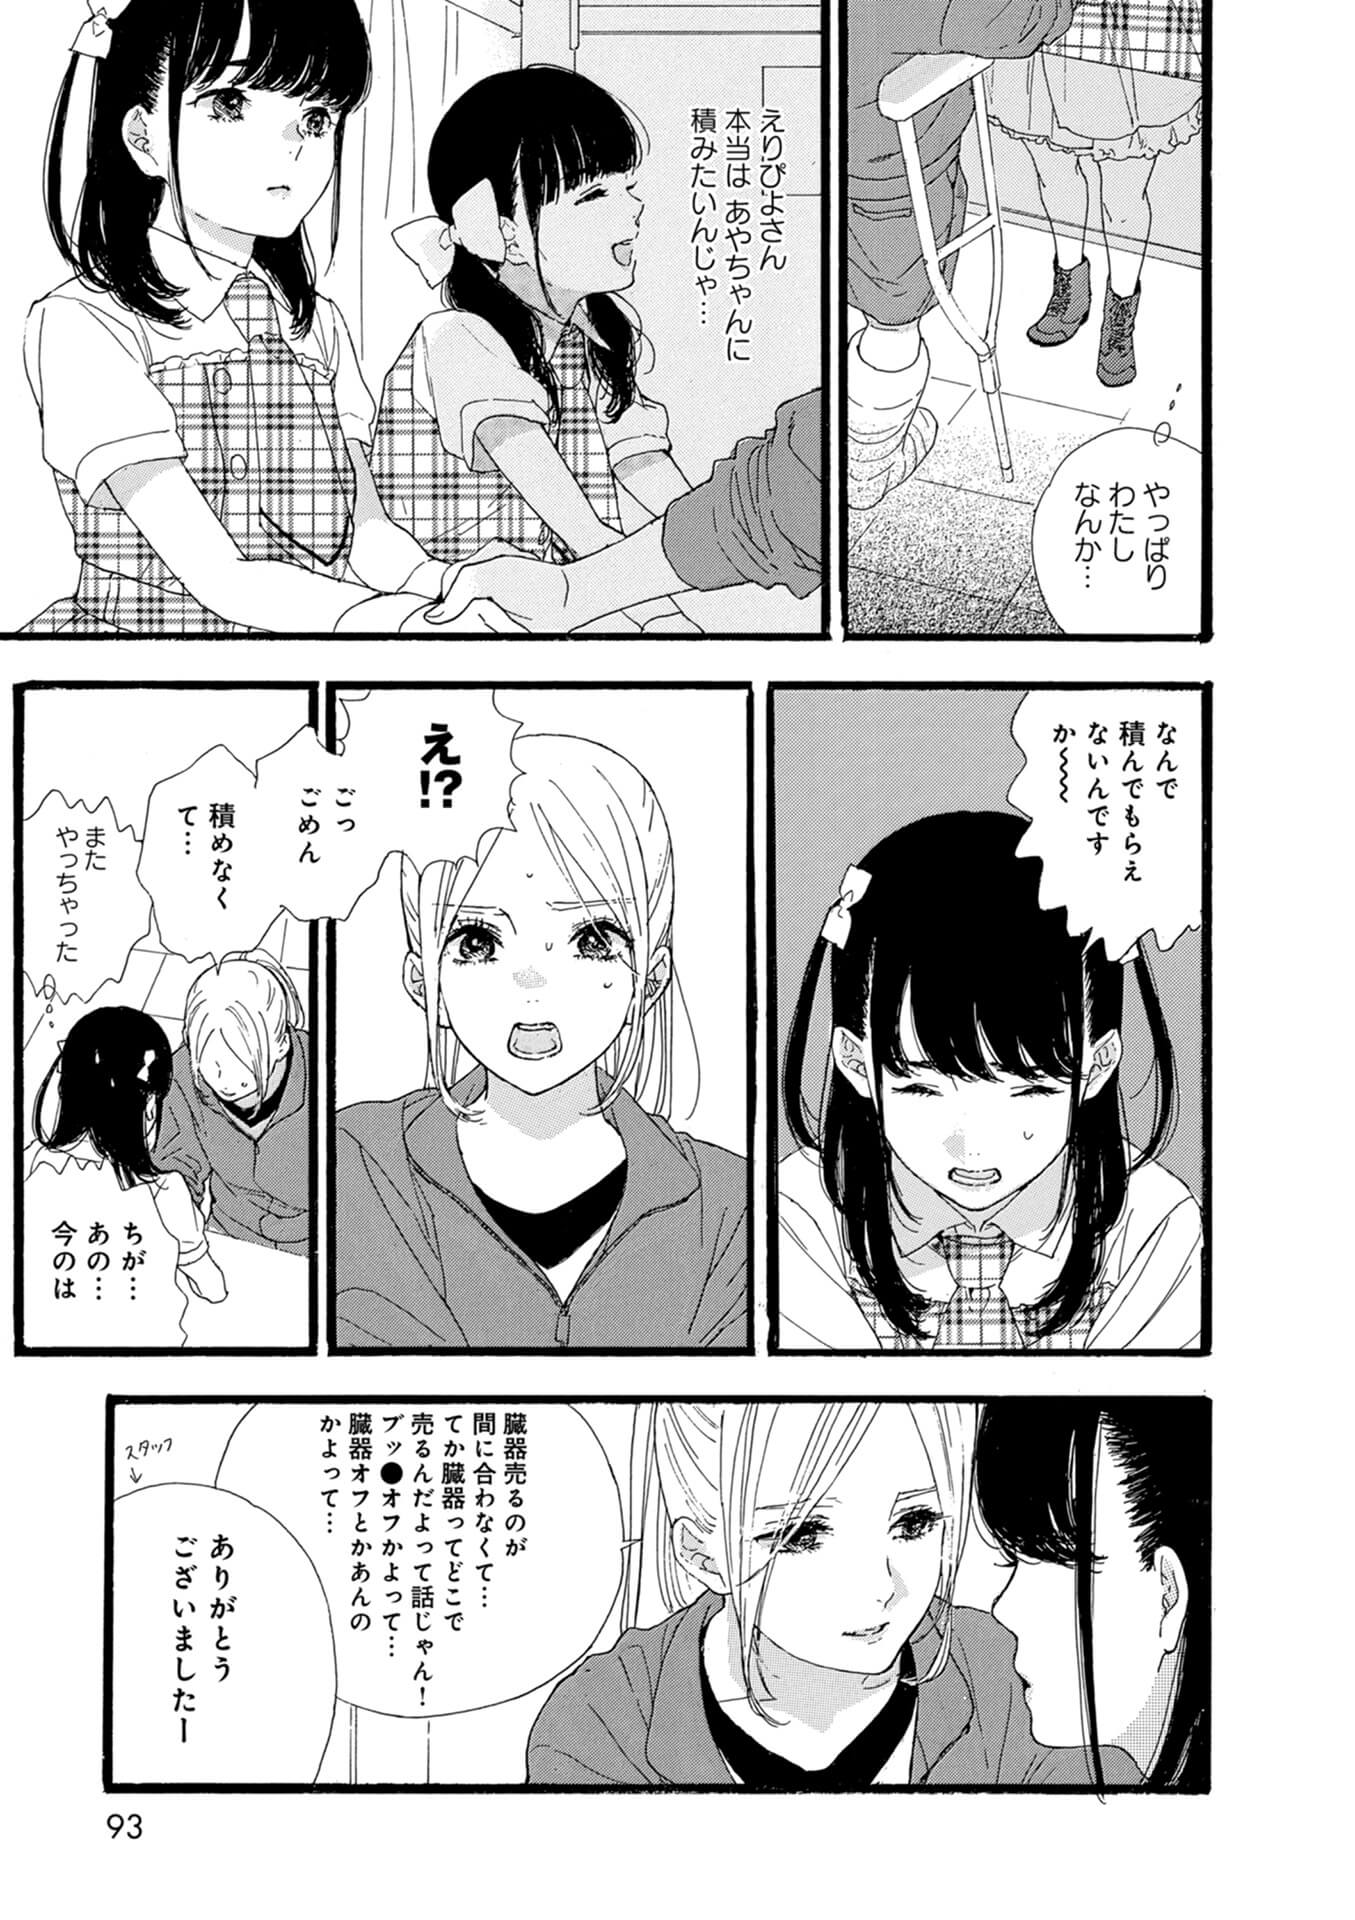 やっぱり
わたし
なんか…
えりぴよさん
本当は あやちゃんに
積みたいんじゃ…
なんで
積んでもらえ
ないんです
か〜〜〜
え!?
ごっ
ごめん
積めなく
て…
また
やっちゃった
ちが…
あの…
今のは
臓器売るのが
間に合わなくて…
てか臓器ってどこで
売るんだよって話じゃん！
ブッ●オフかよって…
臓器オフとかあんの
かよって…
スタッフ
ありがとう
ございましたー
93